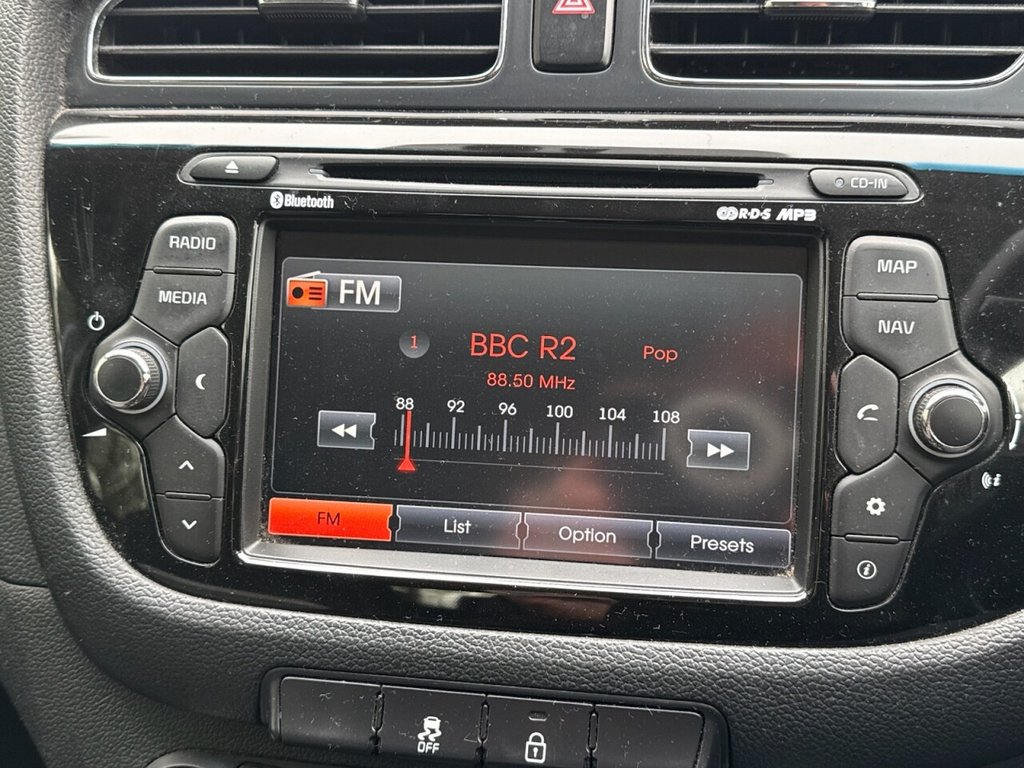 CD-IN
Bluetooth
R·D·S MP3
RADIO
MEDIA
MAP
NAV
FM
1 BBC R2 Pop
88.50 MHz
88 92 96 100 104 108
FM List Option Presets
OFF